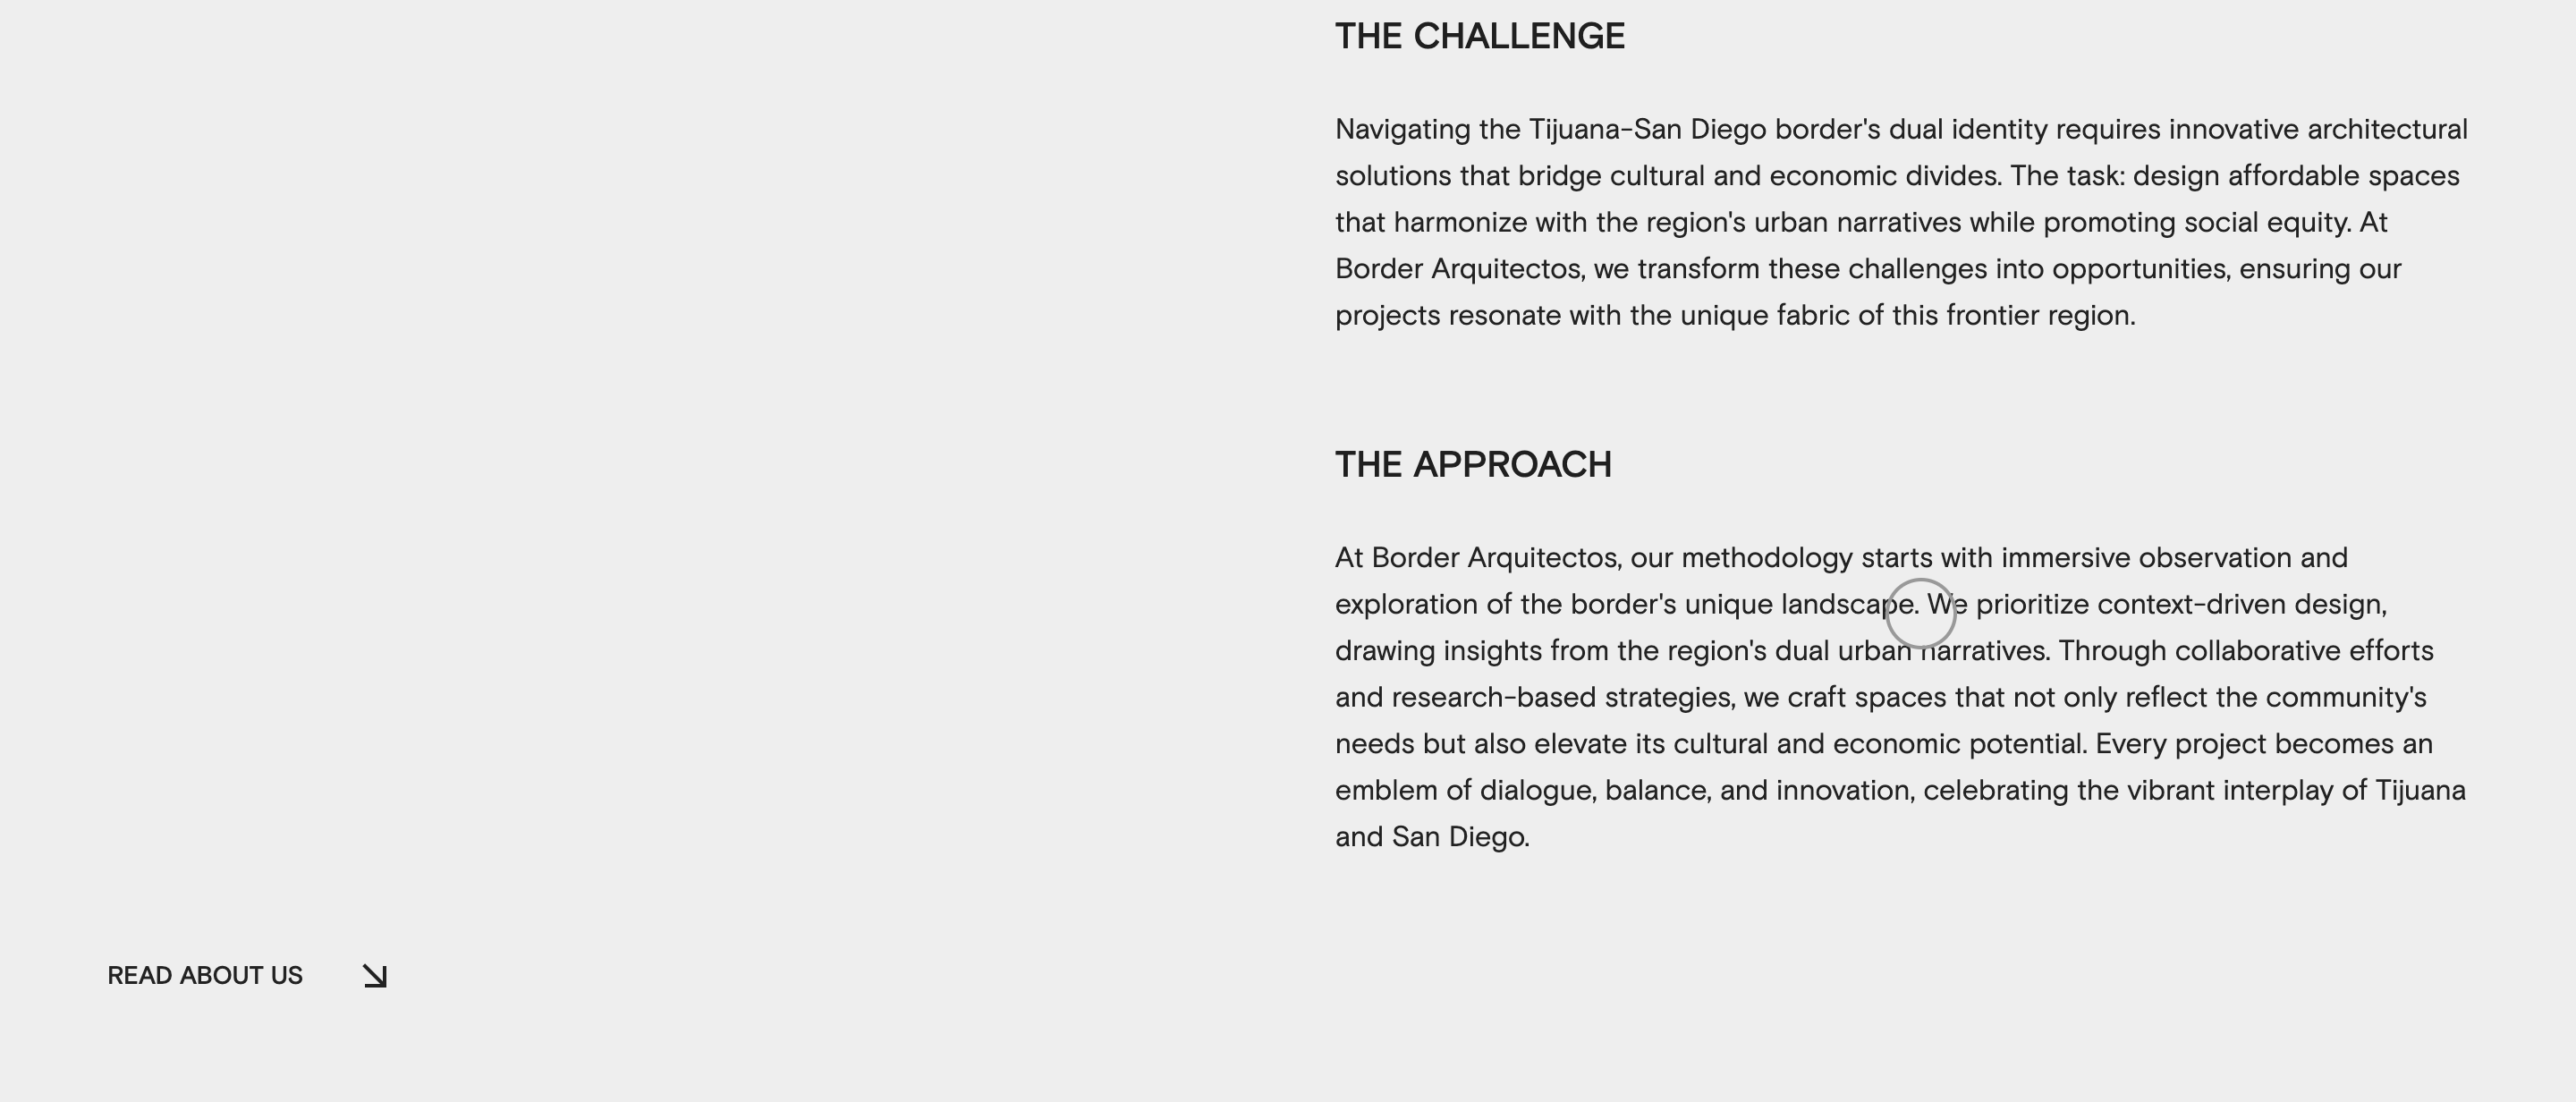 THE CHALLENGE
Navigating the Tijuana-San Diego border's dual identity requires innovative architectural
solutions that bridge cultural and economic divides. The task: design affordable spaces
that harmonize with the region's urban narratives while promoting social equity. At
Border Arquitectos, we transform these challenges into opportunities, ensuring our
projects resonate with the unique fabric of this frontier region.
THE APPROACH
At Border Arquitectos, our methodology starts with immersive observation and
exploration of the border's unique landscape. We prioritize context-driven design,
drawing insights from the region's dual urban narratives. Through collaborative efforts
and research-based strategies, we craft spaces that not only reflect the community's
needs but also elevate its cultural and economic potential. Every project becomes an
emblem of dialogue, balance, and innovation, celebrating the vibrant interplay of Tijuana
and San Diego.
READ ABOUT US